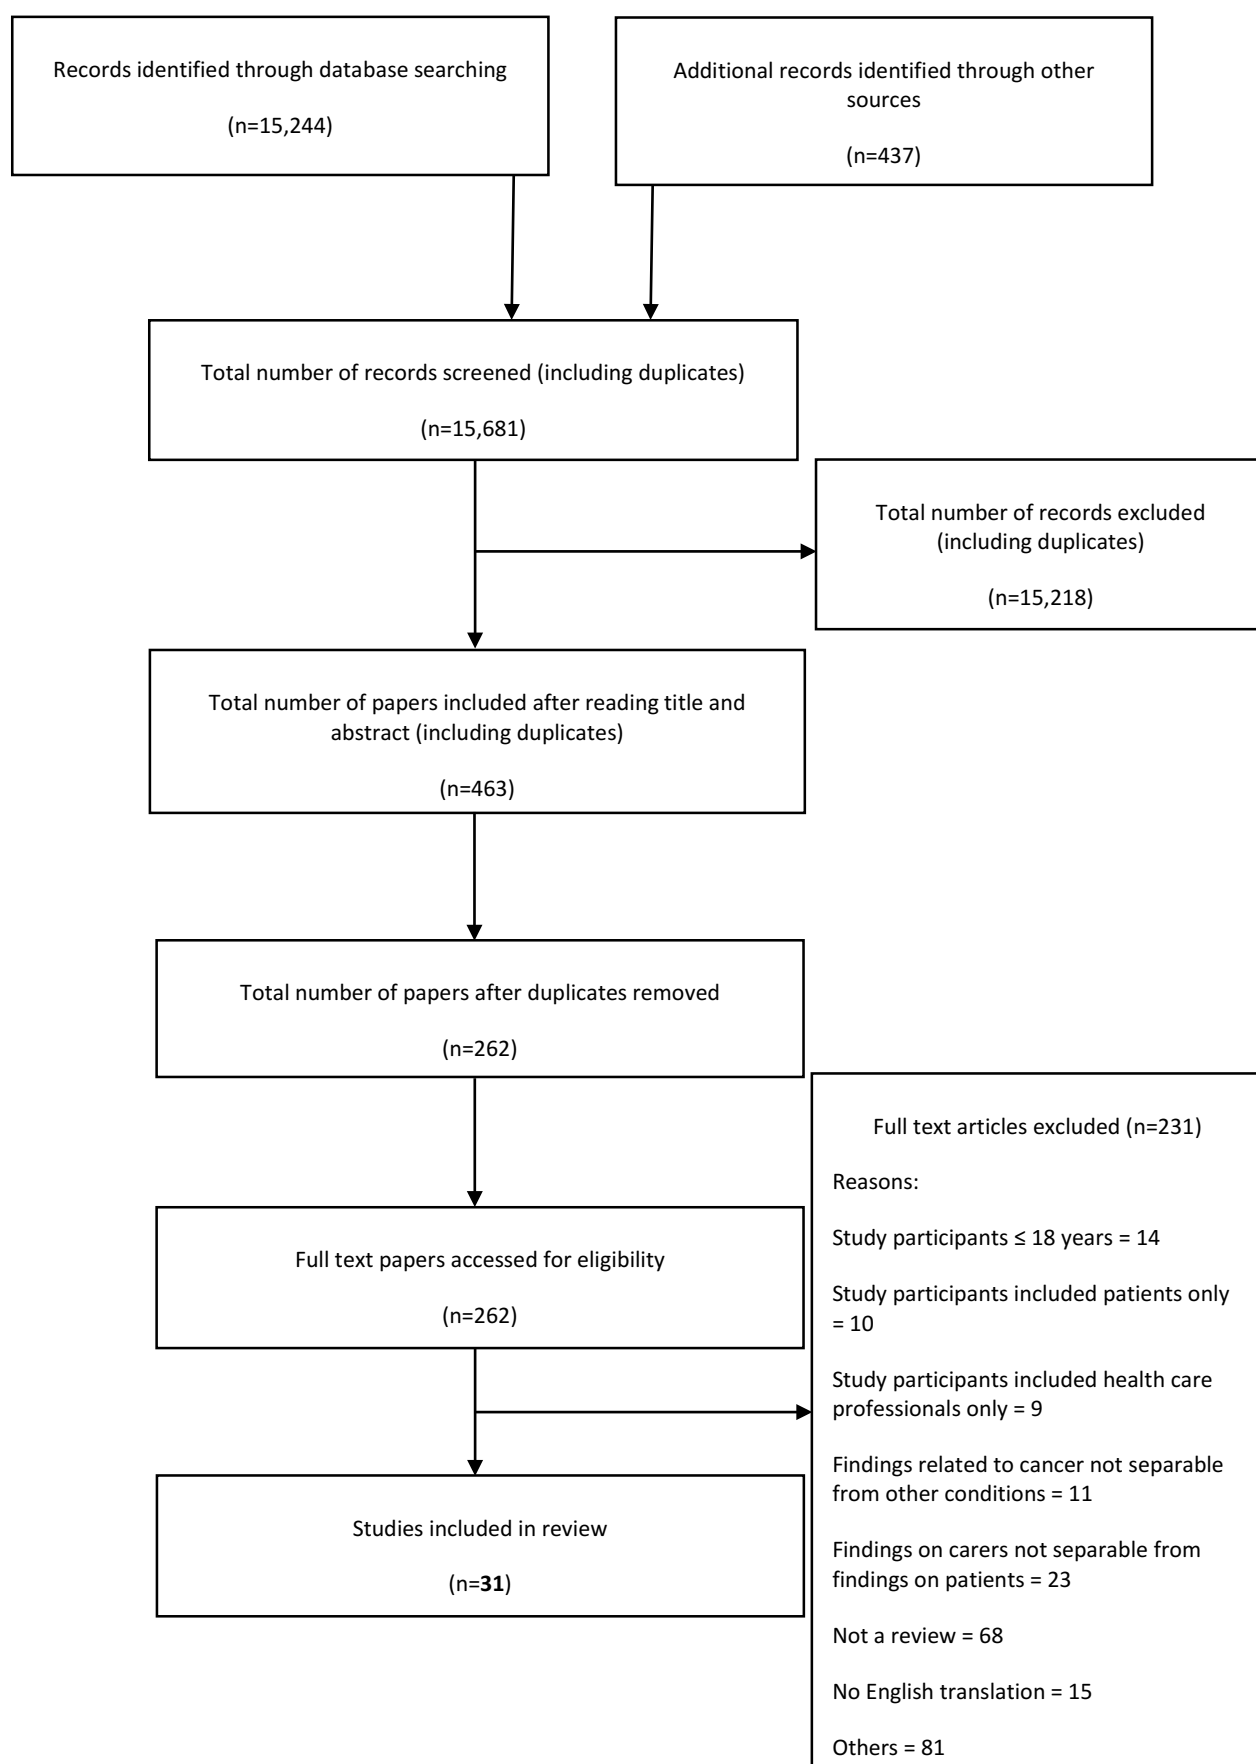 Records identified through database searching
(n=15,244)
Additional records identified through other
sources
(n=437)
Total number of records screened (including duplicates)
(n=15,681)
Total number of records excluded
(including duplicates)
(n=15,218)
Total number of papers included after reading title and
abstract (including duplicates)
(n=463)
Total number of papers after duplicates removed
(n=262)
Full text papers accessed for eligibility
(n=262)
Full text articles excluded (n=231)
Reasons:
Study participants ≤ 18 years = 14
Study participants included patients only
= 10
Study participants included health care
professionals only = 9
Findings related to cancer not separable
from other conditions = 11
Findings on carers not separable from
findings on patients = 23
Not a review = 68
No English translation = 15
Others = 81
Studies included in review
(n=31)